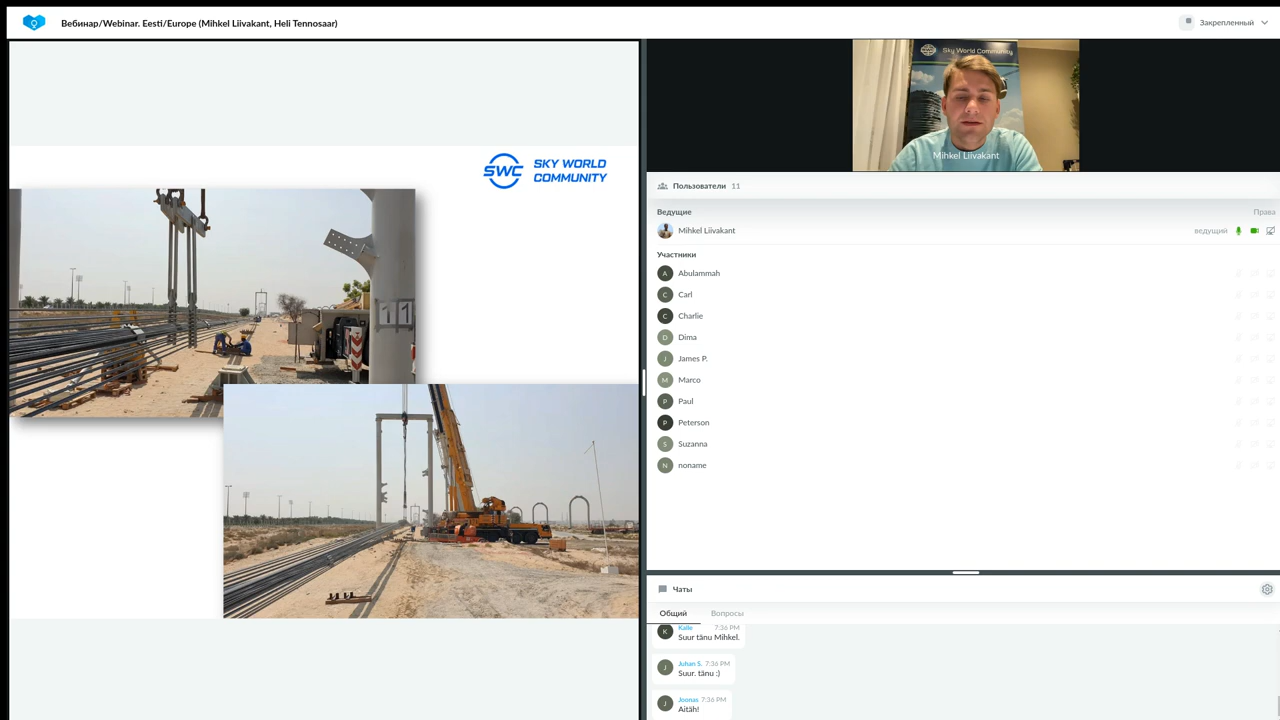 Вебинар/Webinar. Eesti/Europe (Mihkel Liivakant, Heli Tennosaar)
Закрепленный
SWC SKY WORLD
COMMUNITY
11
Sky World Community
Mihkel Liivakant
Пользователи 11
Ведущие Права
Mihkel Liivakant ведущий
Участники
A Abulammah
C Carl
C Charlie
D Dima
J James P.
M Marco
P Paul
P Peterson
S Suzanna
N noname
Чаты
Общий Вопросы
K Kalle 7:36 PM
Suur tänu Mihkel.
J Juhan S. 7:36 PM
Suur. tänu :)
J Joonas 7:36 PM
Aitäh!